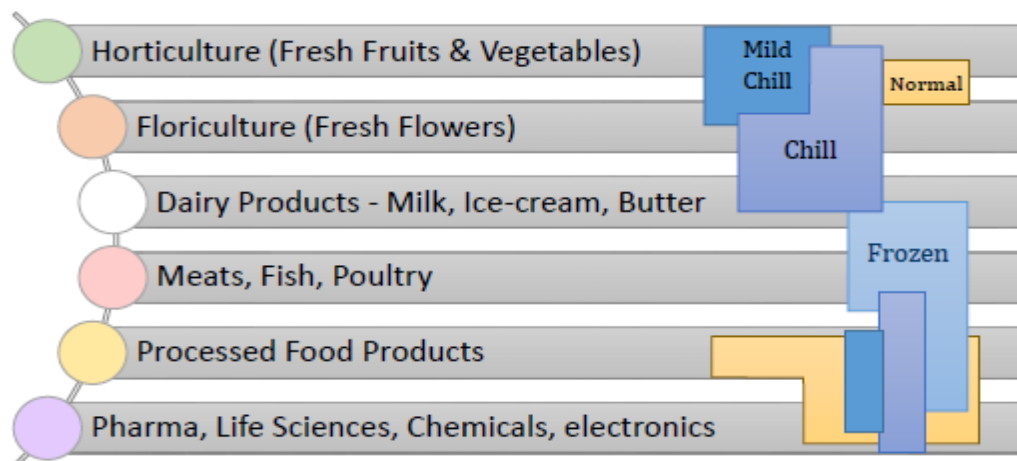 Horticulture (Fresh Fruits & Vegetables)
Mild
Chill
Normal
Floriculture (Fresh Flowers)
Chill
Dairy Products - Milk, Ice-cream, Butter
Frozen
Meats, Fish, Poultry
Processed Food Products
Pharma, Life Sciences, Chemicals, electronics